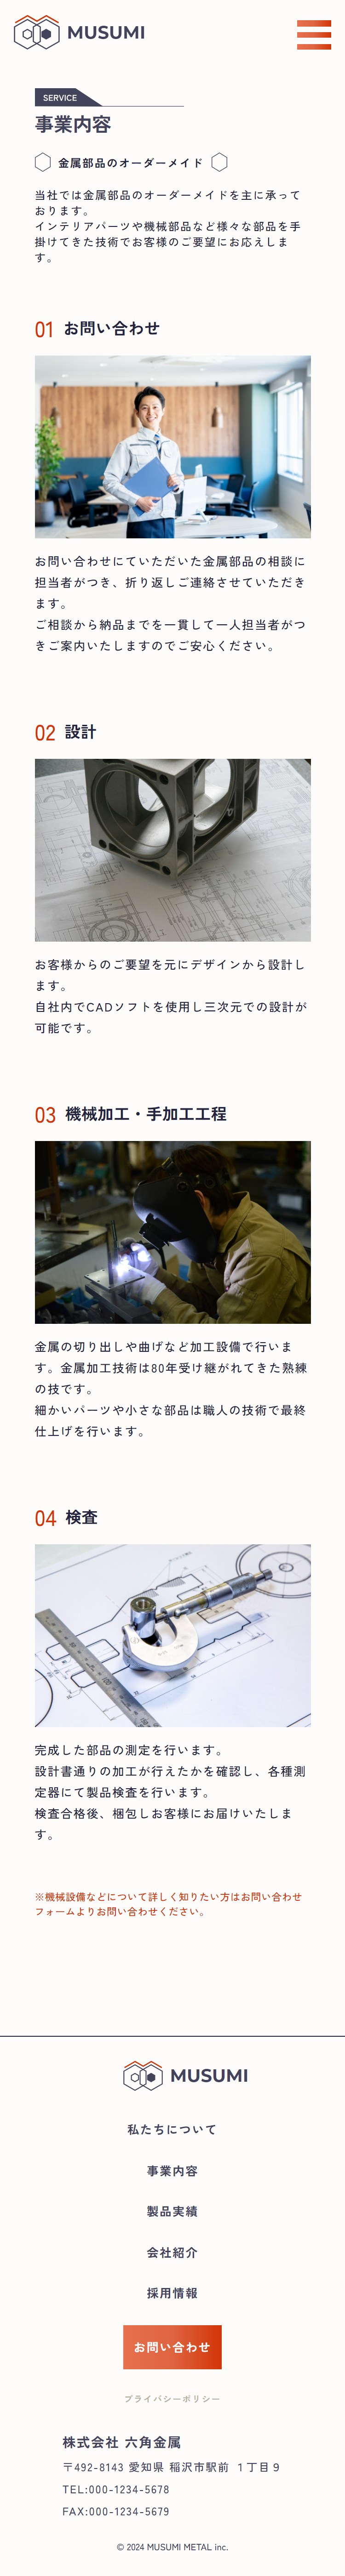 MUSUMI
SERVICE
事業内容
金属部品のオーダーメイド
当社では金属部品のオーダーメイドを主に承って
おります。
インテリアパーツや機械部品など様々な部品を手
掛けてきた技術でお客様のご要望にお応えしま
す。
01 お問い合わせ
お問い合わせにていただいた金属部品の相談に
担当者がつき、折り返しご連絡させていただき
ます。
ご相談から納品までを一貫して一人担当者がつ
きご案内いたしますのでご安心ください。
02 設計
お客様からのご要望を元にデザインから設計し
ます。
自社内でCADソフトを使用し三次元での設計が
可能です。
03 機械加工・手加工工程
金属の切り出しや曲げなど加工設備で行いま
す。金属加工技術は80年受け継がれてきた熟練
の技です。
細かいパーツや小さな部品は職人の技術で最終
仕上げを行います。
04 検査
完成した部品の測定を行います。
設計書通りの加工が行えたかを確認し、各種測
定器にて製品検査を行います。
検査合格後、梱包しお客様にお届けいたしま
す。
※機械設備などについて詳しく知りたい方はお問い合わせ
フォームよりお問い合わせください。
MUSUMI
私たちについて
事業内容
製品実績
会社紹介
採用情報
お問い合わせ
プライバシーポリシー
株式会社 六角金属
〒492-8143 愛知県 稲沢市駅前 １丁目９
TEL:000-1234-5678
FAX:000-1234-5679
© 2024 MUSUMI METAL inc.